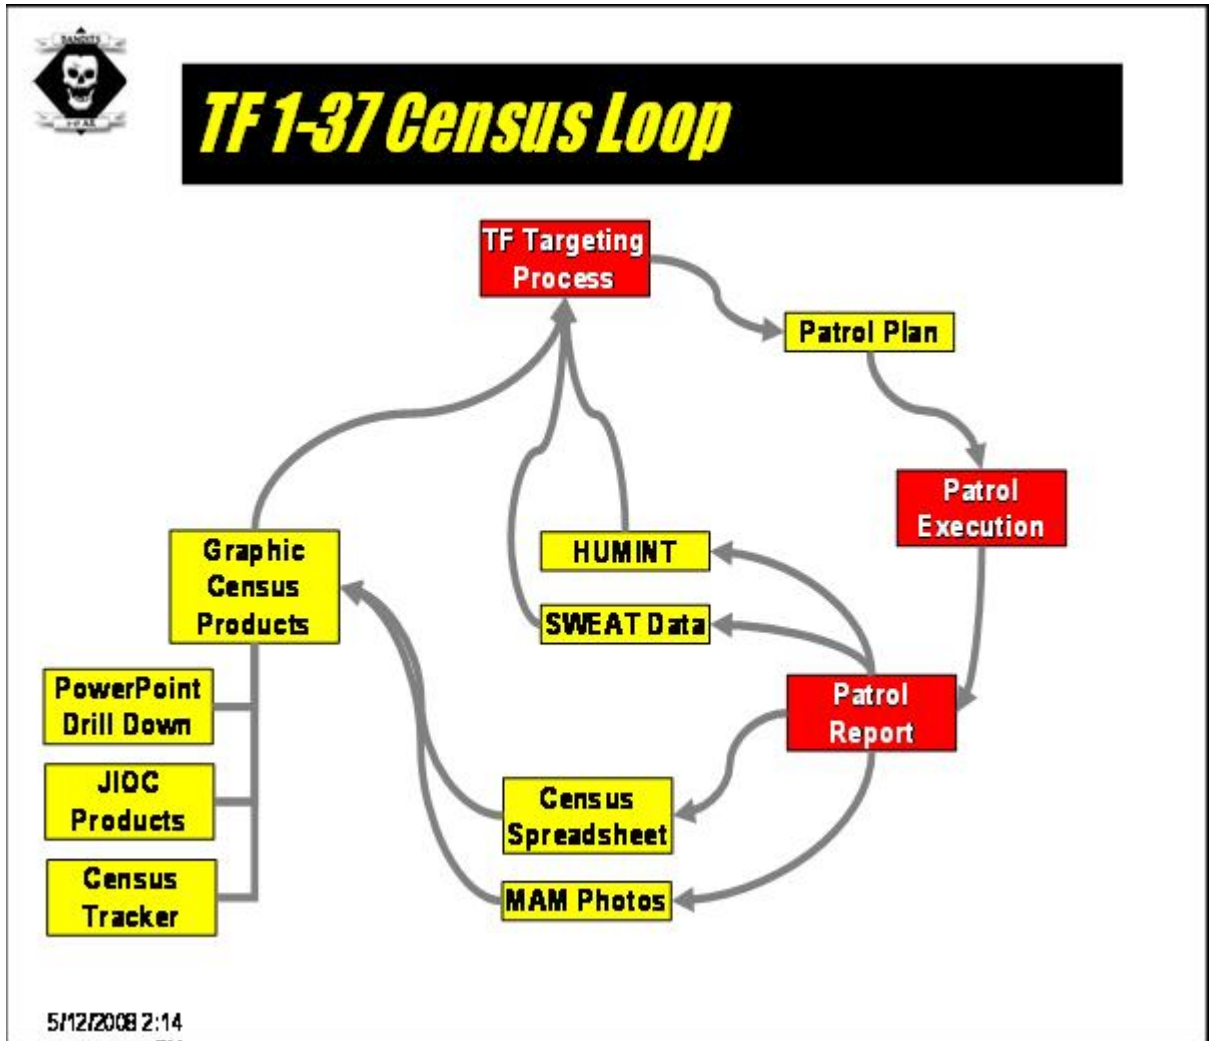 BANDITS
TF 1-37 Census Loop
TF Targeting
Process
Patrol Plan
Patrol
Execution
Graphic
Census
Products
HUMINT
SWEAT Data
PowerPoint
Drill Down
Patrol
Report
JIOC
Products
Census
Spreadsheet
Census
Tracker
MAM Photos
5/12/2008 2:14